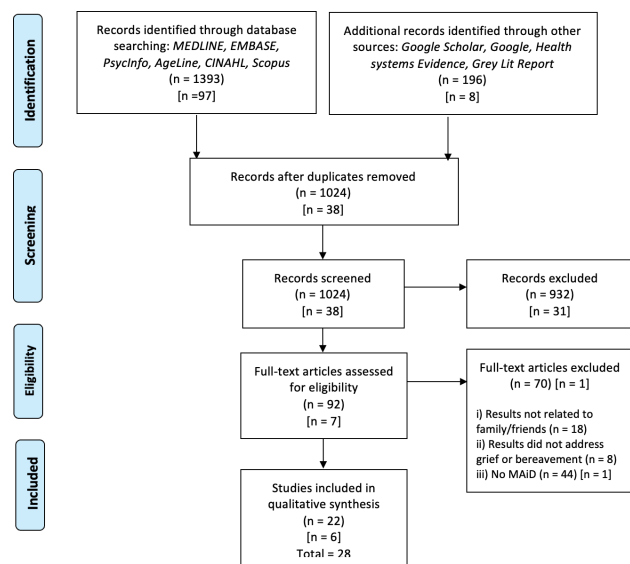 Identification
Records identified through database
searching: MEDLINE, EMBASE,
PsycInfo, AgeLine, CINAHL, Scopus
(n = 1393)
[n =97]
Additional records identified through other
sources: Google Scholar, Google, Health
systems Evidence, Grey Lit Report
(n = 196)
[n = 8]
Screening
Records after duplicates removed
(n = 1024)
[n = 38]
Records screened
(n = 1024)
[n = 38]
Records excluded
(n = 932)
[n = 31]
Eligibility
Full-text articles assessed
for eligibility
(n = 92)
[n = 7]
Full-text articles excluded
(n = 70) [n = 1]
i) Results not related to
family/friends (n = 18)
ii) Results did not address
grief or bereavement (n = 8)
iii) No MAiD (n = 44) [n = 1]
Included
Studies included in
qualitative synthesis
(n = 22)
[n = 6]
Total = 28